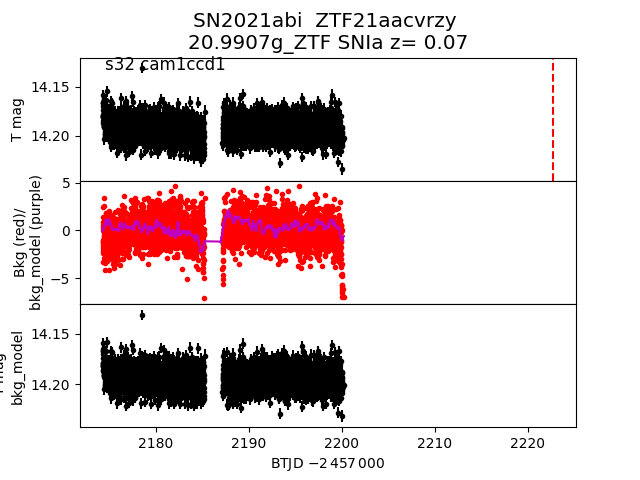 SN2021abi  ZTF21aacvrzy
20.9907g_ZTF SNIa z= 0.07
s32 cam1ccd1
T mag
14.15
14.20
Bkg (red)/
bkg_model (purple)
5
0
−5
mag
bkg_model
14.15
14.20
2180
2190
2200
2210
2220
BTJD −2 457 000